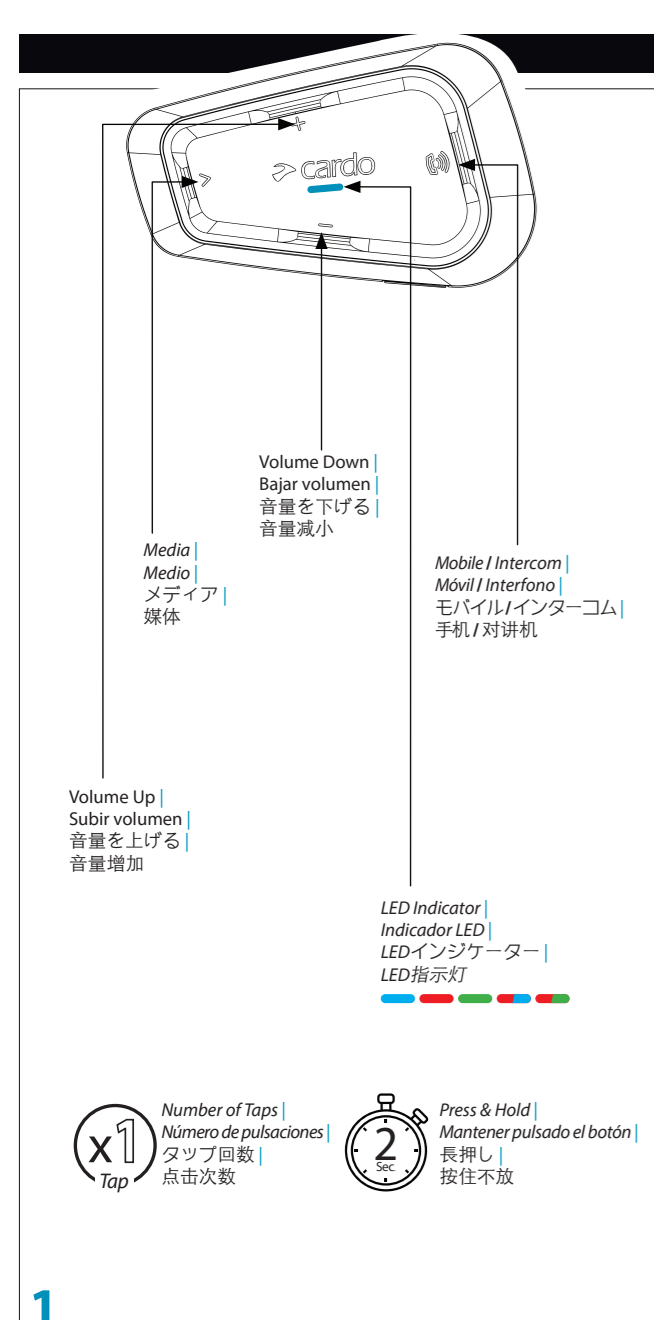 cardo
Volume Down |
Bajar volumen |
音量を下げる |
音量减小
Media |
Medio |
メディア |
媒体
Mobile / Intercom |
Móvil / Interfono |
モバイル/インターコム |
手机 / 对讲机
Volume Up |
Subir volumen |
音量を上げる |
音量增加
LED Indicator |
Indicador LED |
LEDインジケーター |
LED指示灯
x1
Tap
Number of Taps |
Número de pulsaciones |
タップ回数 |
点击次数
2
Sec.
Press & Hold |
Mantener pulsado el botón |
長押し |
按住不放
1